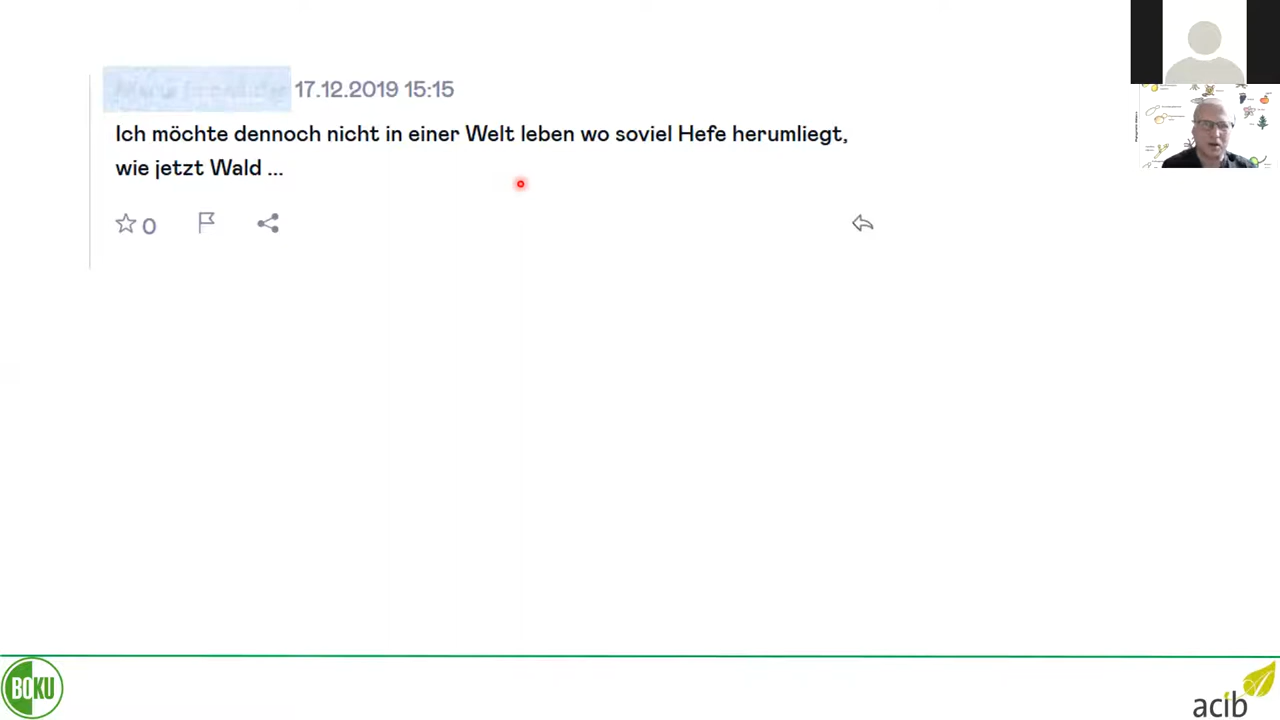 17.12.2019 15:15
Ich möchte dennoch nicht in einer Welt leben wo soviel Hefe herumliegt,
wie jetzt Wald ...
0
BOKU
acib